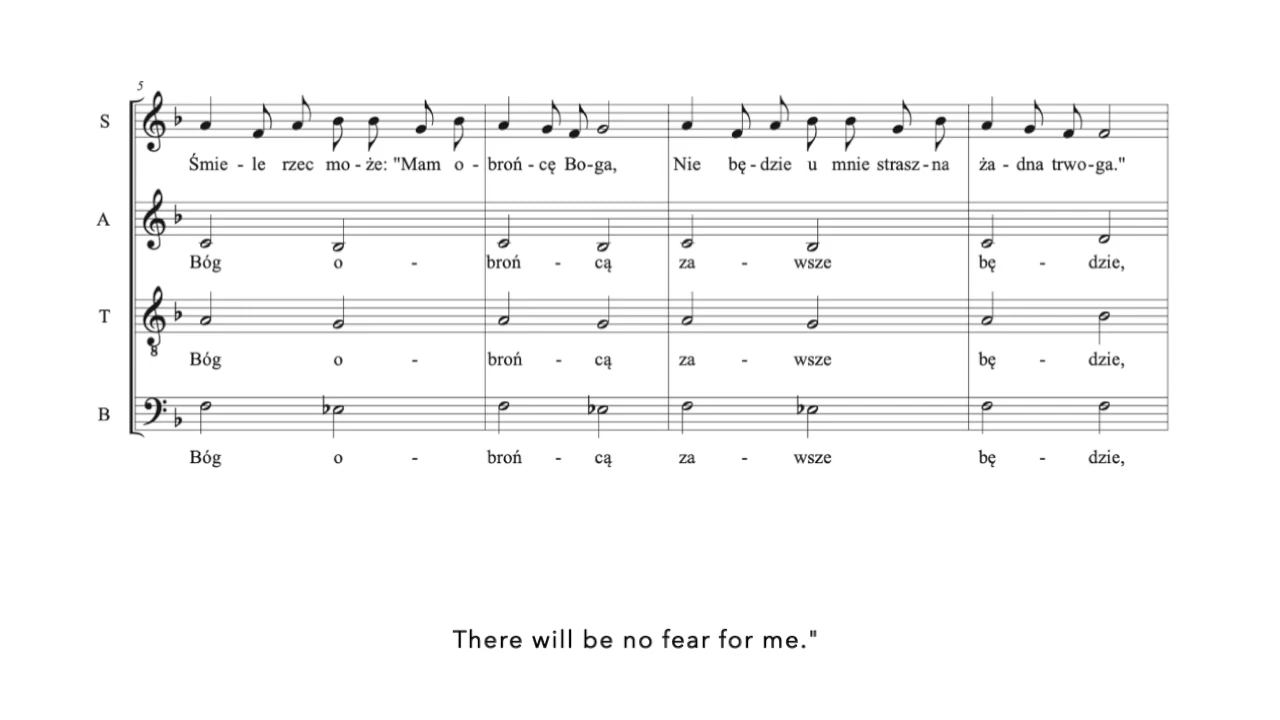 5
S
Śmie - le rzec mo - że: "Mam o - broń - cę Bo - ga, Nie bę - dzie u mnie strasz - na ża - dna trwo - ga."
A
Bóg o - broń - cą za - wsze bę - dzie,
T
8
Bóg o - broń - cą za - wsze bę - dzie,
B
Bóg o - broń - cą za - wsze bę - dzie,
There will be no fear for me."